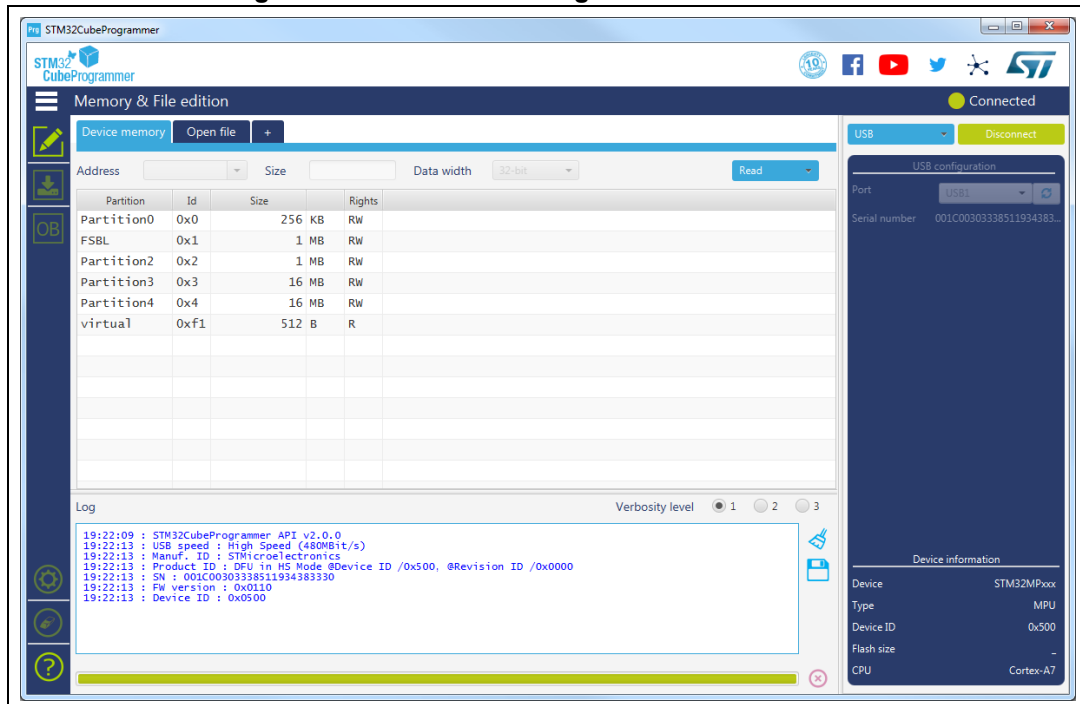 Prg STM32CubeProgrammer
STM32
CubeProgrammer
Memory & File edition
Connected
Device memory
Open file
+
USB
Disconnect
Address
Size
Data width
32-bit
Read
USB configuration
Port
USB1
Serial number
001C00303338511934383...
Partition Id Size Rights
Partition0 0x0 256 KB RW
FSBL 0x1 1 MB RW
Partition2 0x2 1 MB RW
Partition3 0x3 16 MB RW
Partition4 0x4 16 MB RW
virtual 0xf1 512 B R
OB
Log
Verbosity level 1 2 3
19:22:09 : STM32CubeProgrammer API v2.0.0
19:22:13 : USB speed : High Speed (480MBit/s)
19:22:13 : Manuf. ID : STMicroelectronics
19:22:13 : Product ID : DFU in HS Mode @Device ID /0x500, @Revision ID /0x0000
19:22:13 : SN : 001C00303338511934383330
19:22:13 : FW version : 0x0110
19:22:13 : Device ID : 0x0500
Device information
Device STM32MPxxx
Type MPU
Device ID 0x500
Flash size _
CPU Cortex-A7